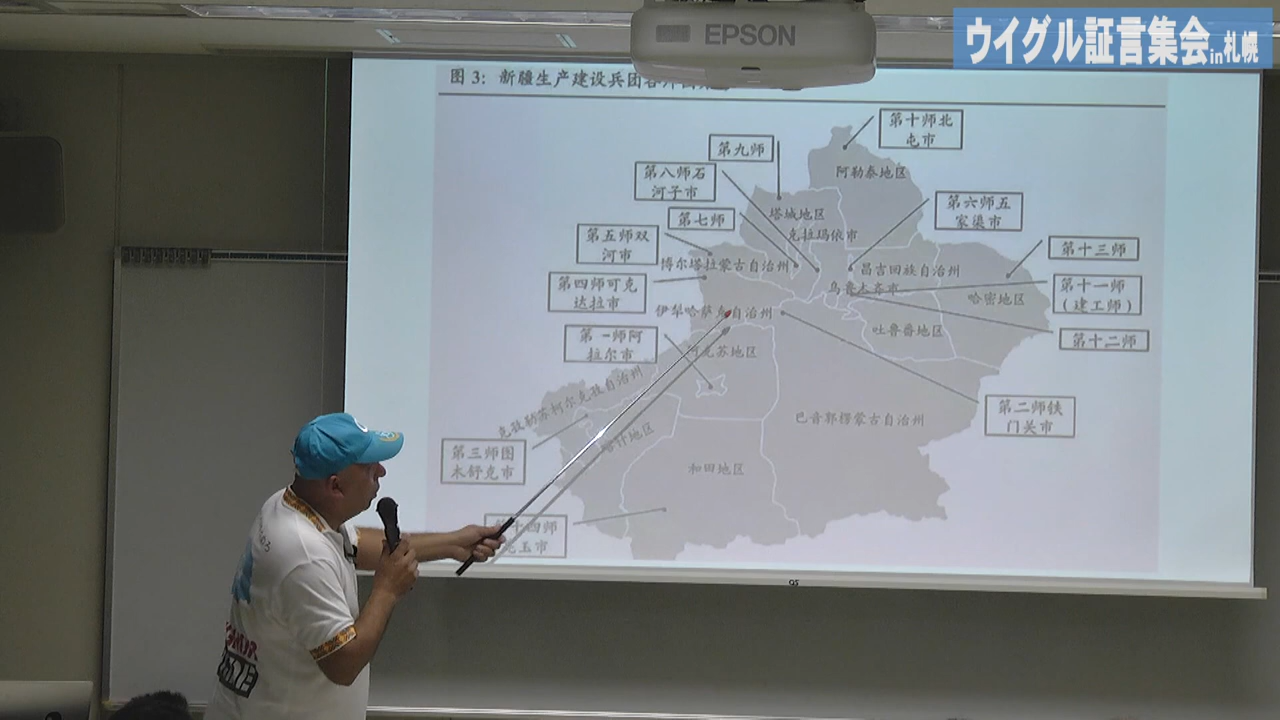 EPSON
ウイグル証言集会in札幌
图 3：新疆生产建设兵团各师
第十师北
屯市
第九师
阿勒泰地区
第八师石
河子市
第六师五
家渠市
塔城地区
第七师
克拉玛依市
第五师双
河市
第十三师
博尔塔拉蒙古自治州
昌吉回族自治州
第四师可克
达拉市
乌鲁木齐市
哈密地区
第十一师
（建工师）
伊犁哈萨克自治州
吐鲁番地区
第十二师
第一师阿
拉尔市
阿克苏地区
克孜勒苏柯尔克孜自治州
第二师铁
门关市
巴音郭楞蒙古自治州
喀什地区
第三师图
木舒克市
和田地区
十四师
玉市